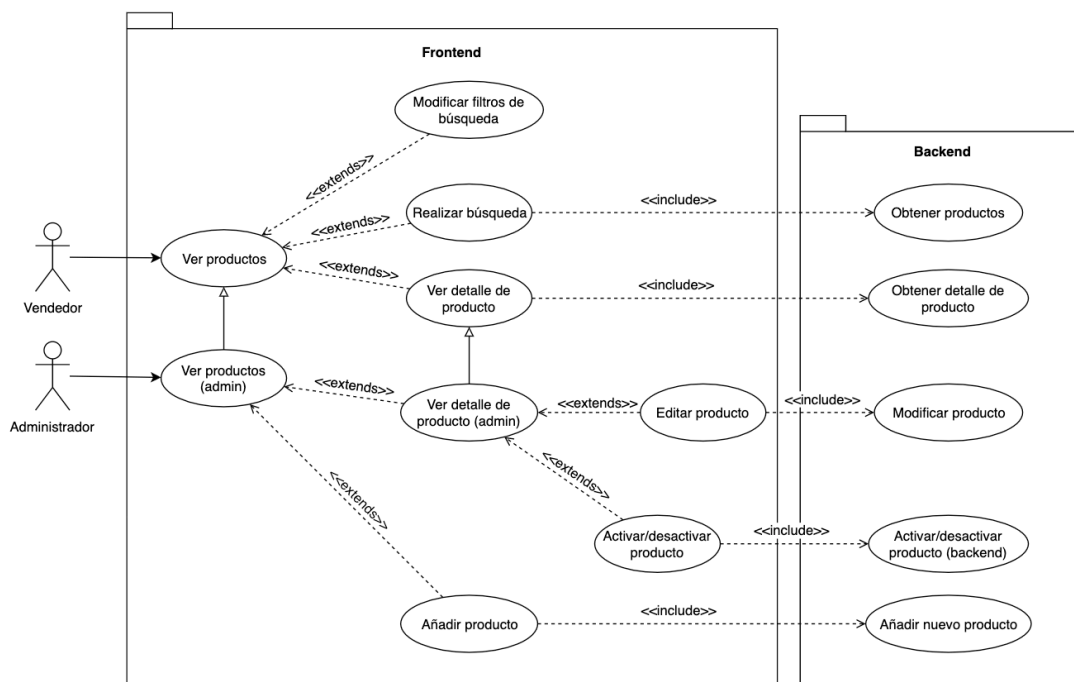 Frontend
Modificar filtros de
búsqueda
Backend
<<extends>>
Realizar búsqueda
<<include>>
Obtener productos
<<extends>>
Ver productos
Vendedor
<<extends>>
Ver detalle de
producto
<<include>>
Obtener detalle de
producto
Administrador
Ver productos
(admin)
<<extends>>
Ver detalle de
producto (admin)
<<extends>>
Editar producto
<<include>>
Modificar producto
<<extends>>
<<extends>>
Activar/desactivar
producto
<<include>>
Activar/desactivar
producto (backend)
Añadir producto
<<include>>
Añadir nuevo producto